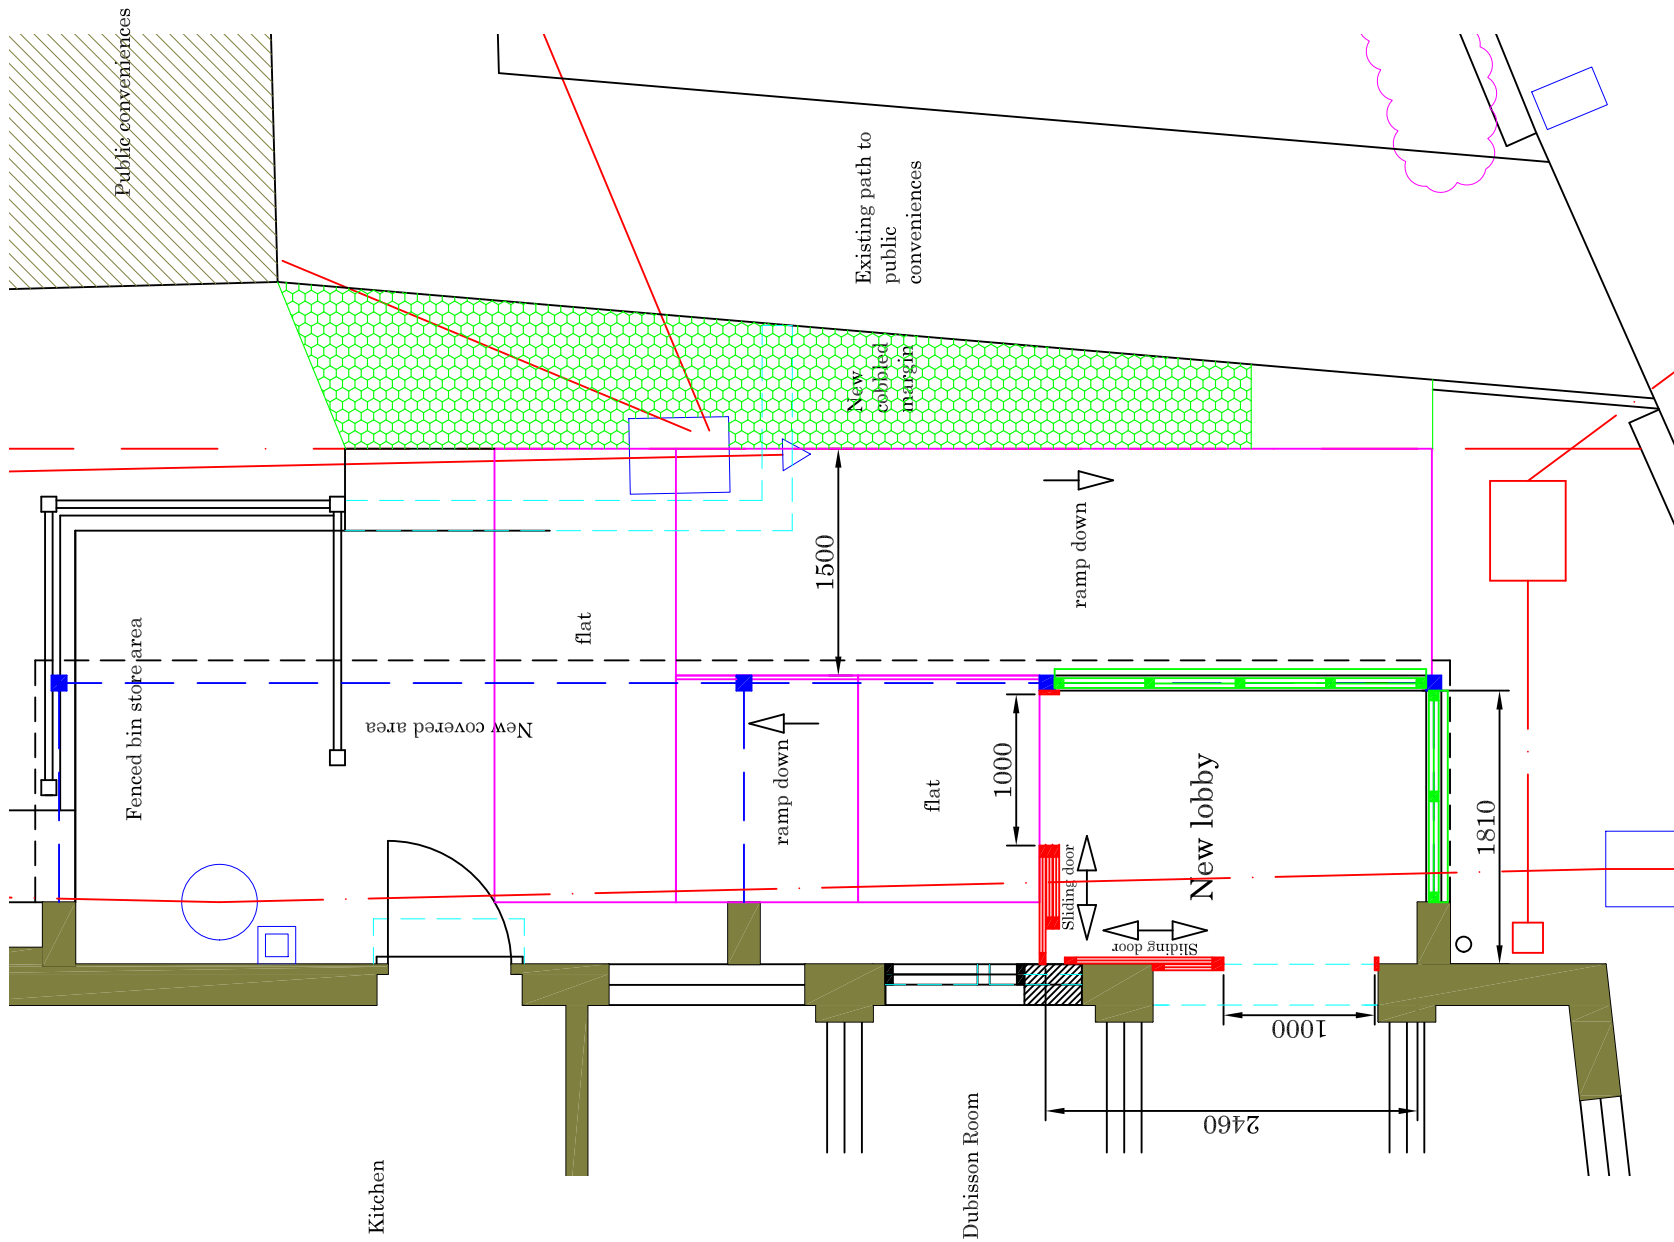 Public conveniences
Existing path to
public
conveniences
New
cobbled
margin
ramp down
1500
flat
Fenced bin store area
New covered area
ramp down
flat
1000
Sliding door
New lobby
1810
Sliding
door
1000
2460
Kitchen
Dubisson Room